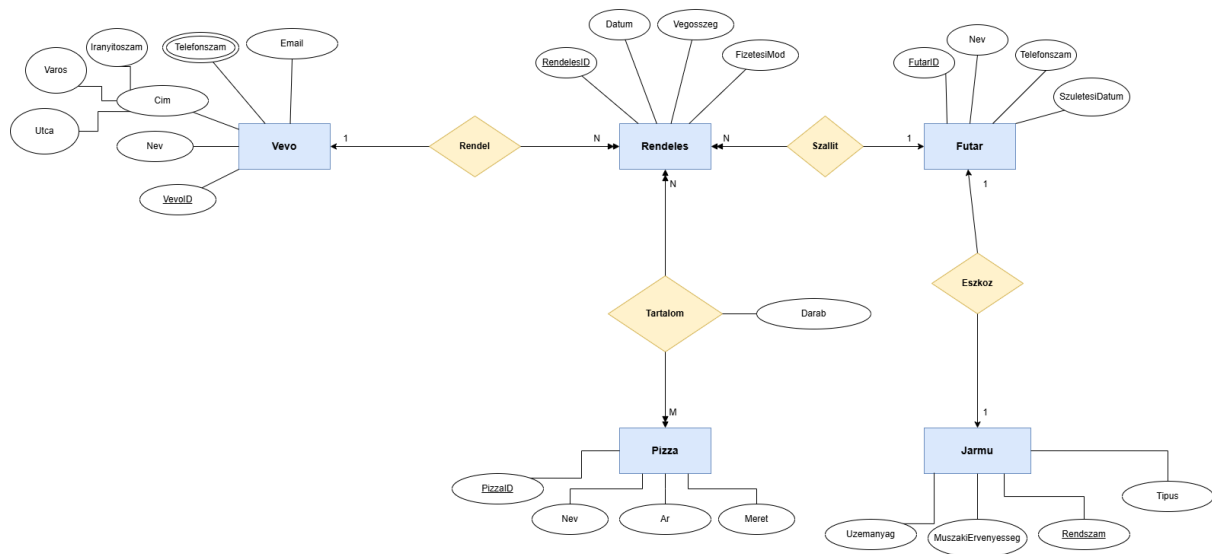 Datum
Vegosszeg
Iranyitoszam
Telefonszam
Email
Nev
Varos
RendelesID
FizetesiMod
FutarID
Telefonszam
Cim
SzuletesiDatum
Utca
Nev
Vevo
1
Rendel
N
Rendeles
N
Szallit
1
Futar
VevoID
N
1
Eszkoz
Tartalom
Darab
M
1
Pizza
Jarmu
PizzaID
Tipus
Nev
Ar
Meret
Uzemanyag
MuszakiErvenyesseg
Rendszam